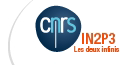 cnrs
IN2P3
Les deux infinis